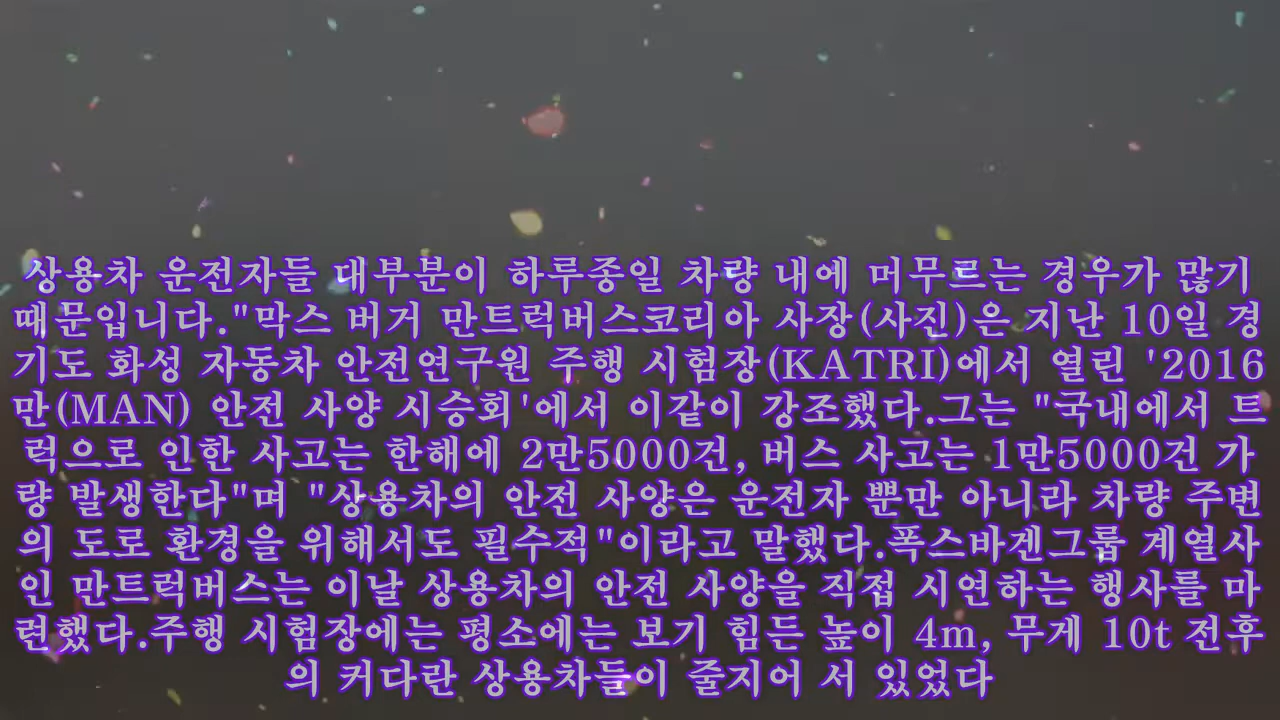 상용차 운전자들 대부분이 하루종일 차량 내에 머무르는 경우가 많기
때문입니다."막스 버거 만트럭버스코리아 사장(사진)은 지난 10일 경
기도 화성 자동차 안전연구원 주행 시험장(KATRI)에서 열린 '2016
만(MAN) 안전 사양 시승회'에서 이같이 강조했다.그는 "국내에서 트
럭으로 인한 사고는 한해에 2만5000건, 버스 사고는 1만5000건 가
량 발생한다"며 "상용차의 안전 사양은 운전자 뿐만 아니라 차량 주변
의 도로 환경을 위해서도 필수적"이라고 말했다.폭스바겐그룹 계열사
인 만트럭버스는 이날 상용차의 안전 사양을 직접 시연하는 행사를 마
련했다.주행 시험장에는 평소에는 보기 힘든 높이 4m, 무게 10t 전후
의 커다란 상용차들이 줄지어 서 있었다